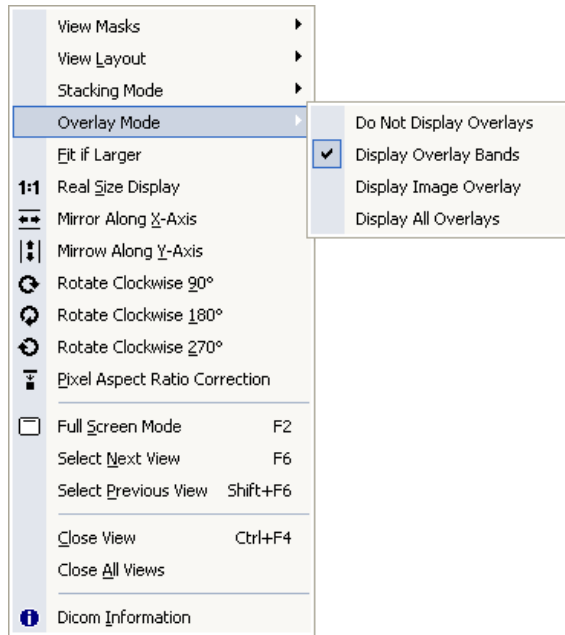 View Masks
View Layout
Stacking Mode
Overlay Mode
Do Not Display Overlays
Display Overlay Bands
Display Image Overlay
Display All Overlays
Fit if Larger
1:1 Real Size Display
Mirror Along X-Axis
Mirrow Along Y-Axis
Rotate Clockwise 90°
Rotate Clockwise 180°
Rotate Clockwise 270°
Pixel Aspect Ratio Correction
Full Screen Mode F2
Select Next View F6
Select Previous View Shift+F6
Close View Ctrl+F4
Close All Views
Dicom Information